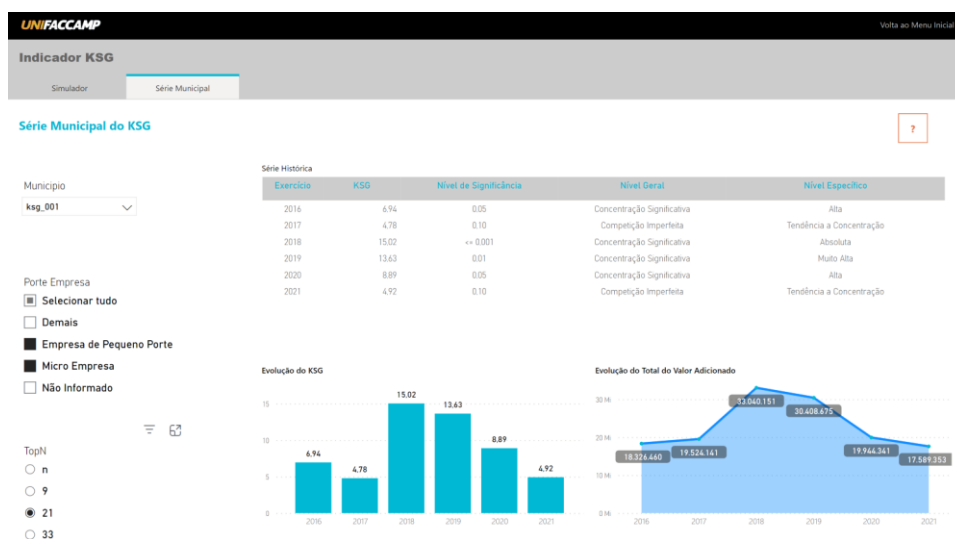 UNIFACCAMP
Volta ao Menu Inicial
Indicador KSG
Simulador Série Municipal
Série Municipal do KSG
?
Município
ksg_001
Porte Empresa
Selecionar tudo
Demais
Empresa de Pequeno Porte
Micro Empresa
Não Informado
TopN
n
9
21
33
Série Histórica
Exercício KSG Nível de Significância Nível Geral Nível Específico
2016 6,94 0.05 Concentração Significativa Alta
2017 4,78 0.10 Competição Imperfeita Tendência a Concentração
2018 15,02 <= 0.001 Concentração Significativa Absoluta
2019 13,63 0.01 Concentração Significativa Muito Alta
2020 8,89 0.05 Concentração Significativa Alta
2021 4,92 0.10 Competição Imperfeita Tendência a Concentração
Evolução do KSG
15
10
5
0
6,94
4,78
15,02
13,63
8,89
4,92
2016 2017 2018 2019 2020 2021
Evolução do Total do Valor Adicionado
30 Mi
20 Mi
10 Mi
0 Mi
18.326.460
19.524.141
33.040.151
30.408.675
19.944.341
17.589.353
2016 2017 2018 2019 2020 2021